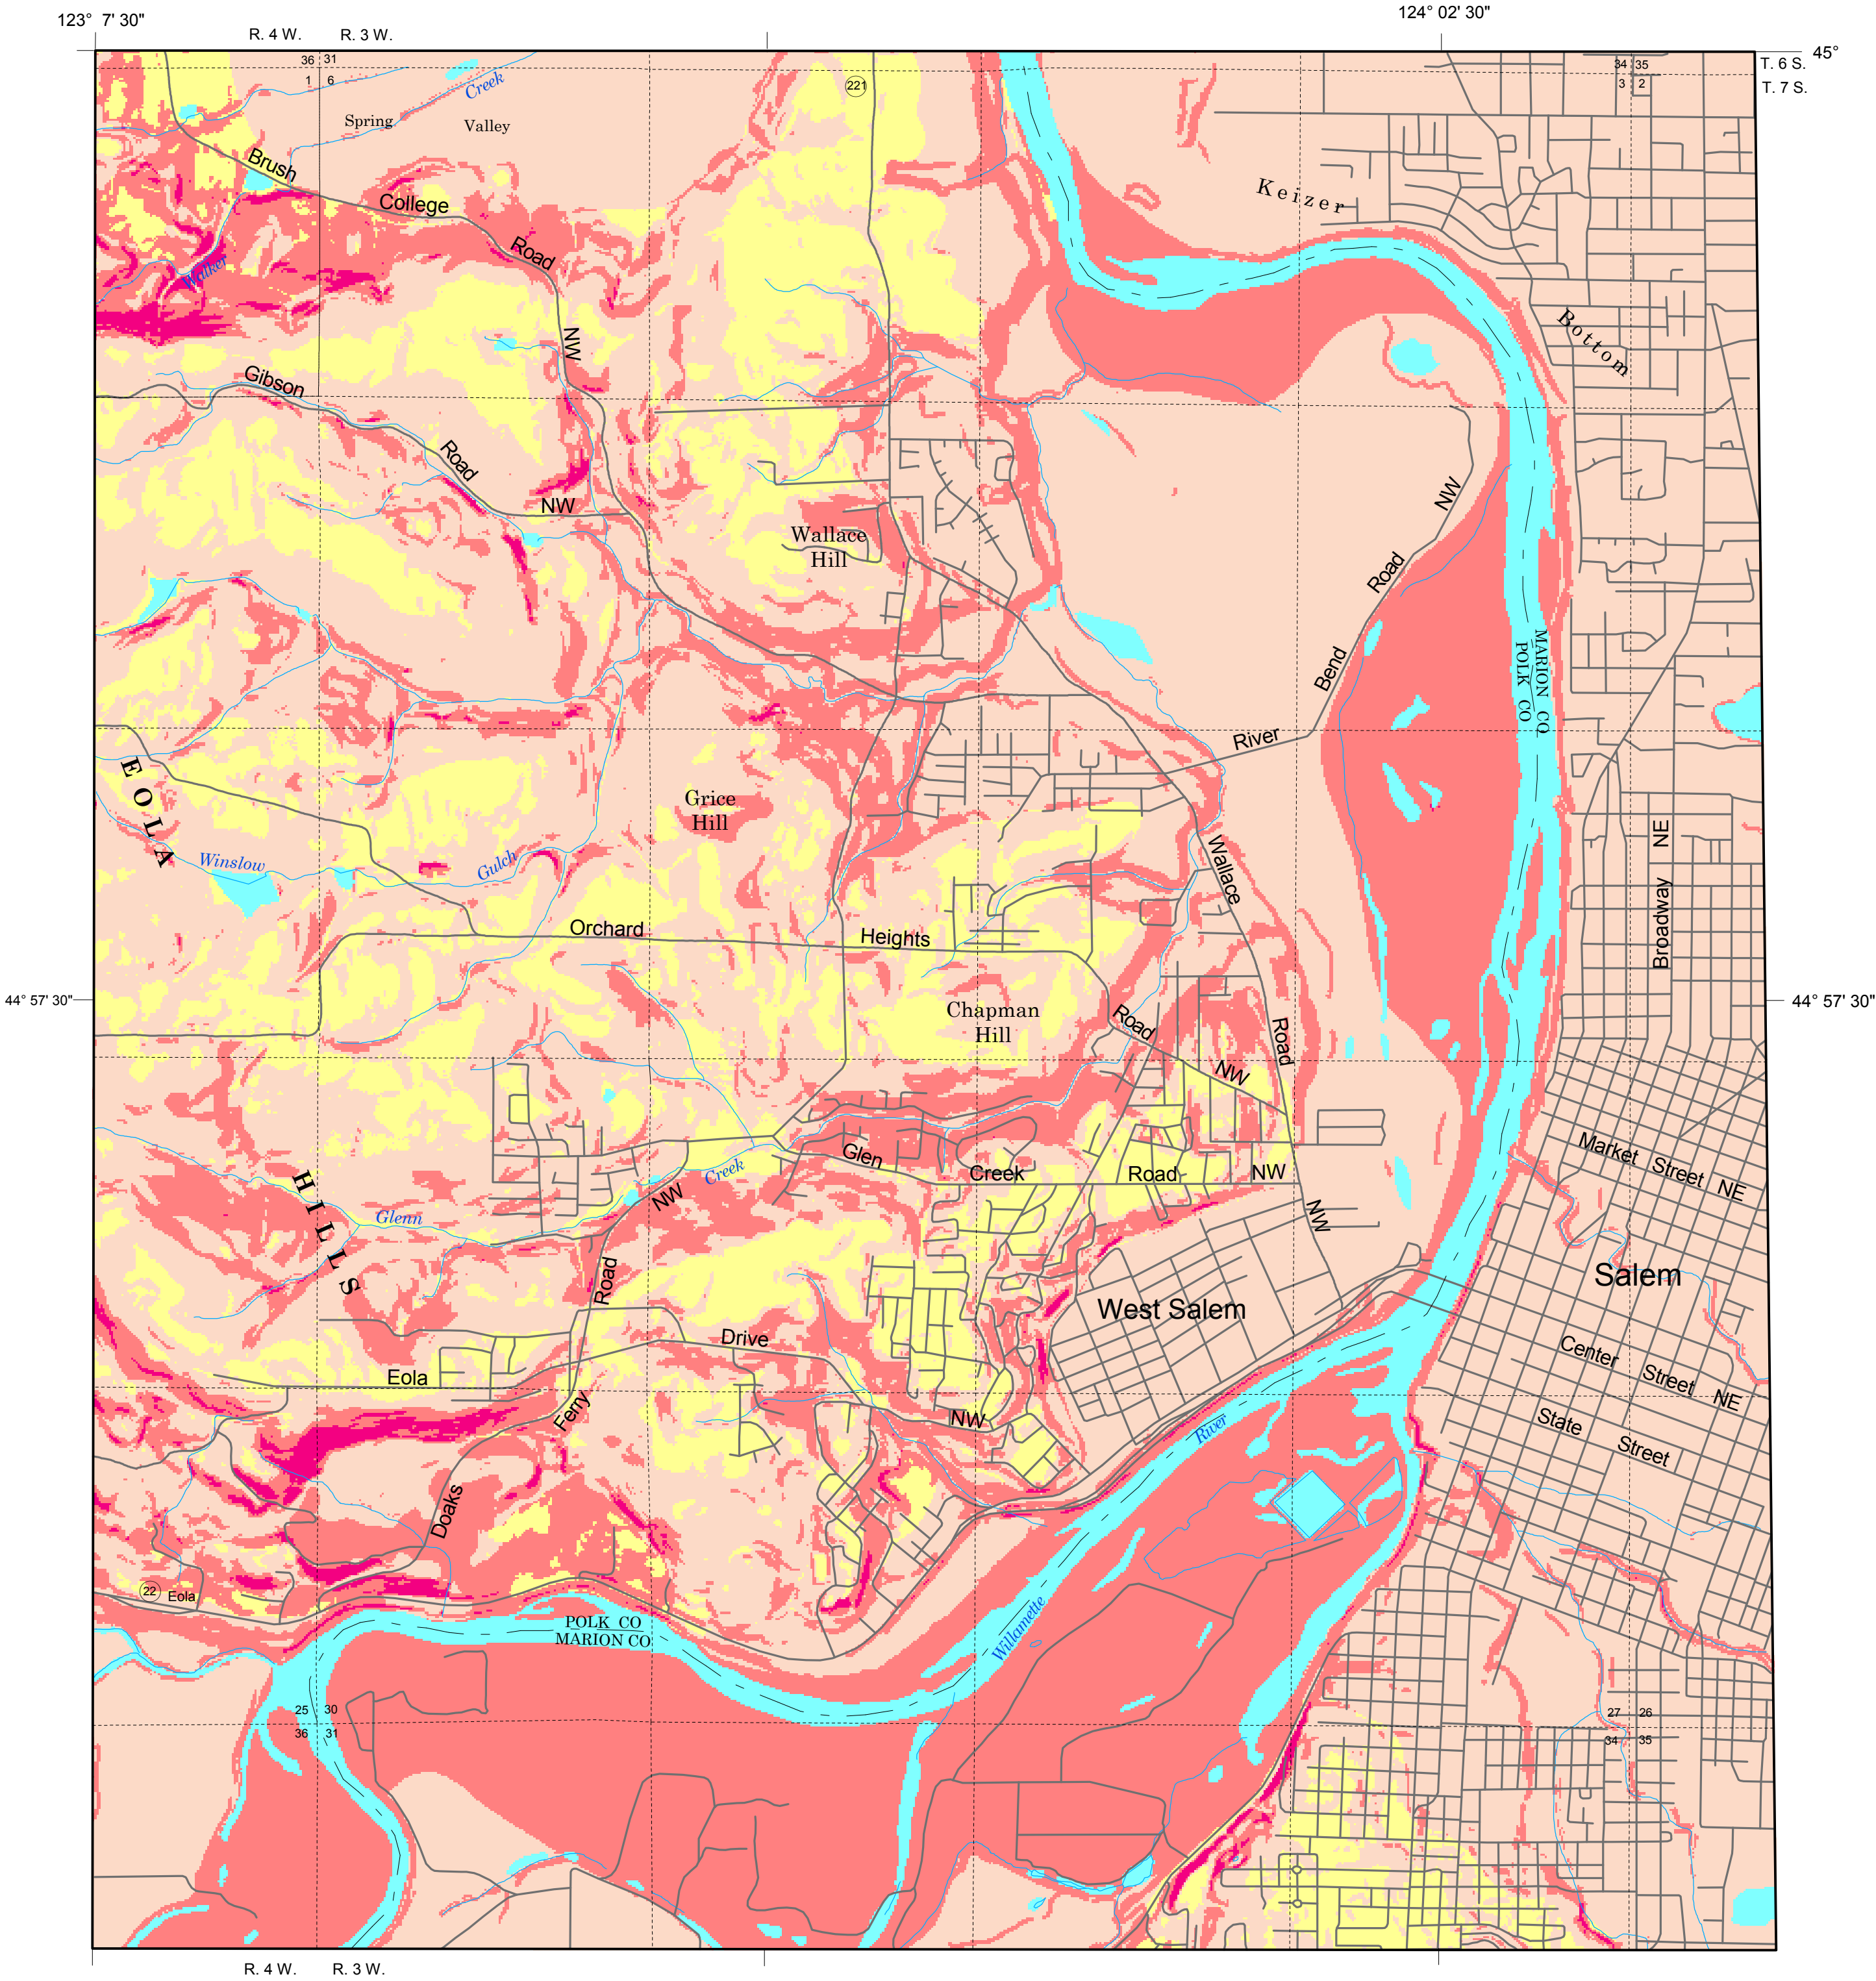 123° 7' 30"
124° 02' 30"
R. 4 W.
R. 3 W.
45°
36 31
1 6
34 35
3 2
T. 6 S.
T. 7 S.
221
Creek
Spring Valley
Brush
College
Road
NW
Walker
Keizer
Bottom
Gibson
Road
NW
Wallace
Hill
NW
Road
Bend
River
MARION CO
POLK CO
EOLA
Grice
Hill
Winslow
Gulch
Wallace
Broadway NE
Orchard
Heights
44° 57' 30"
44° 57' 30"
Chapman
Hill
Road
NW
Road
Market Street NE
Glen
Creek
Road
NW
Creek
NW
HILLS
Glenn
NW
Road
Salem
West Salem
Drive
Center Street NE
Eola
Ferry
NW
State Street
River
Doaks
22
Eola
Willamette
POLK CO
MARION CO
25 30
36 31
27 26
34 35
R. 4 W.
R. 3 W.